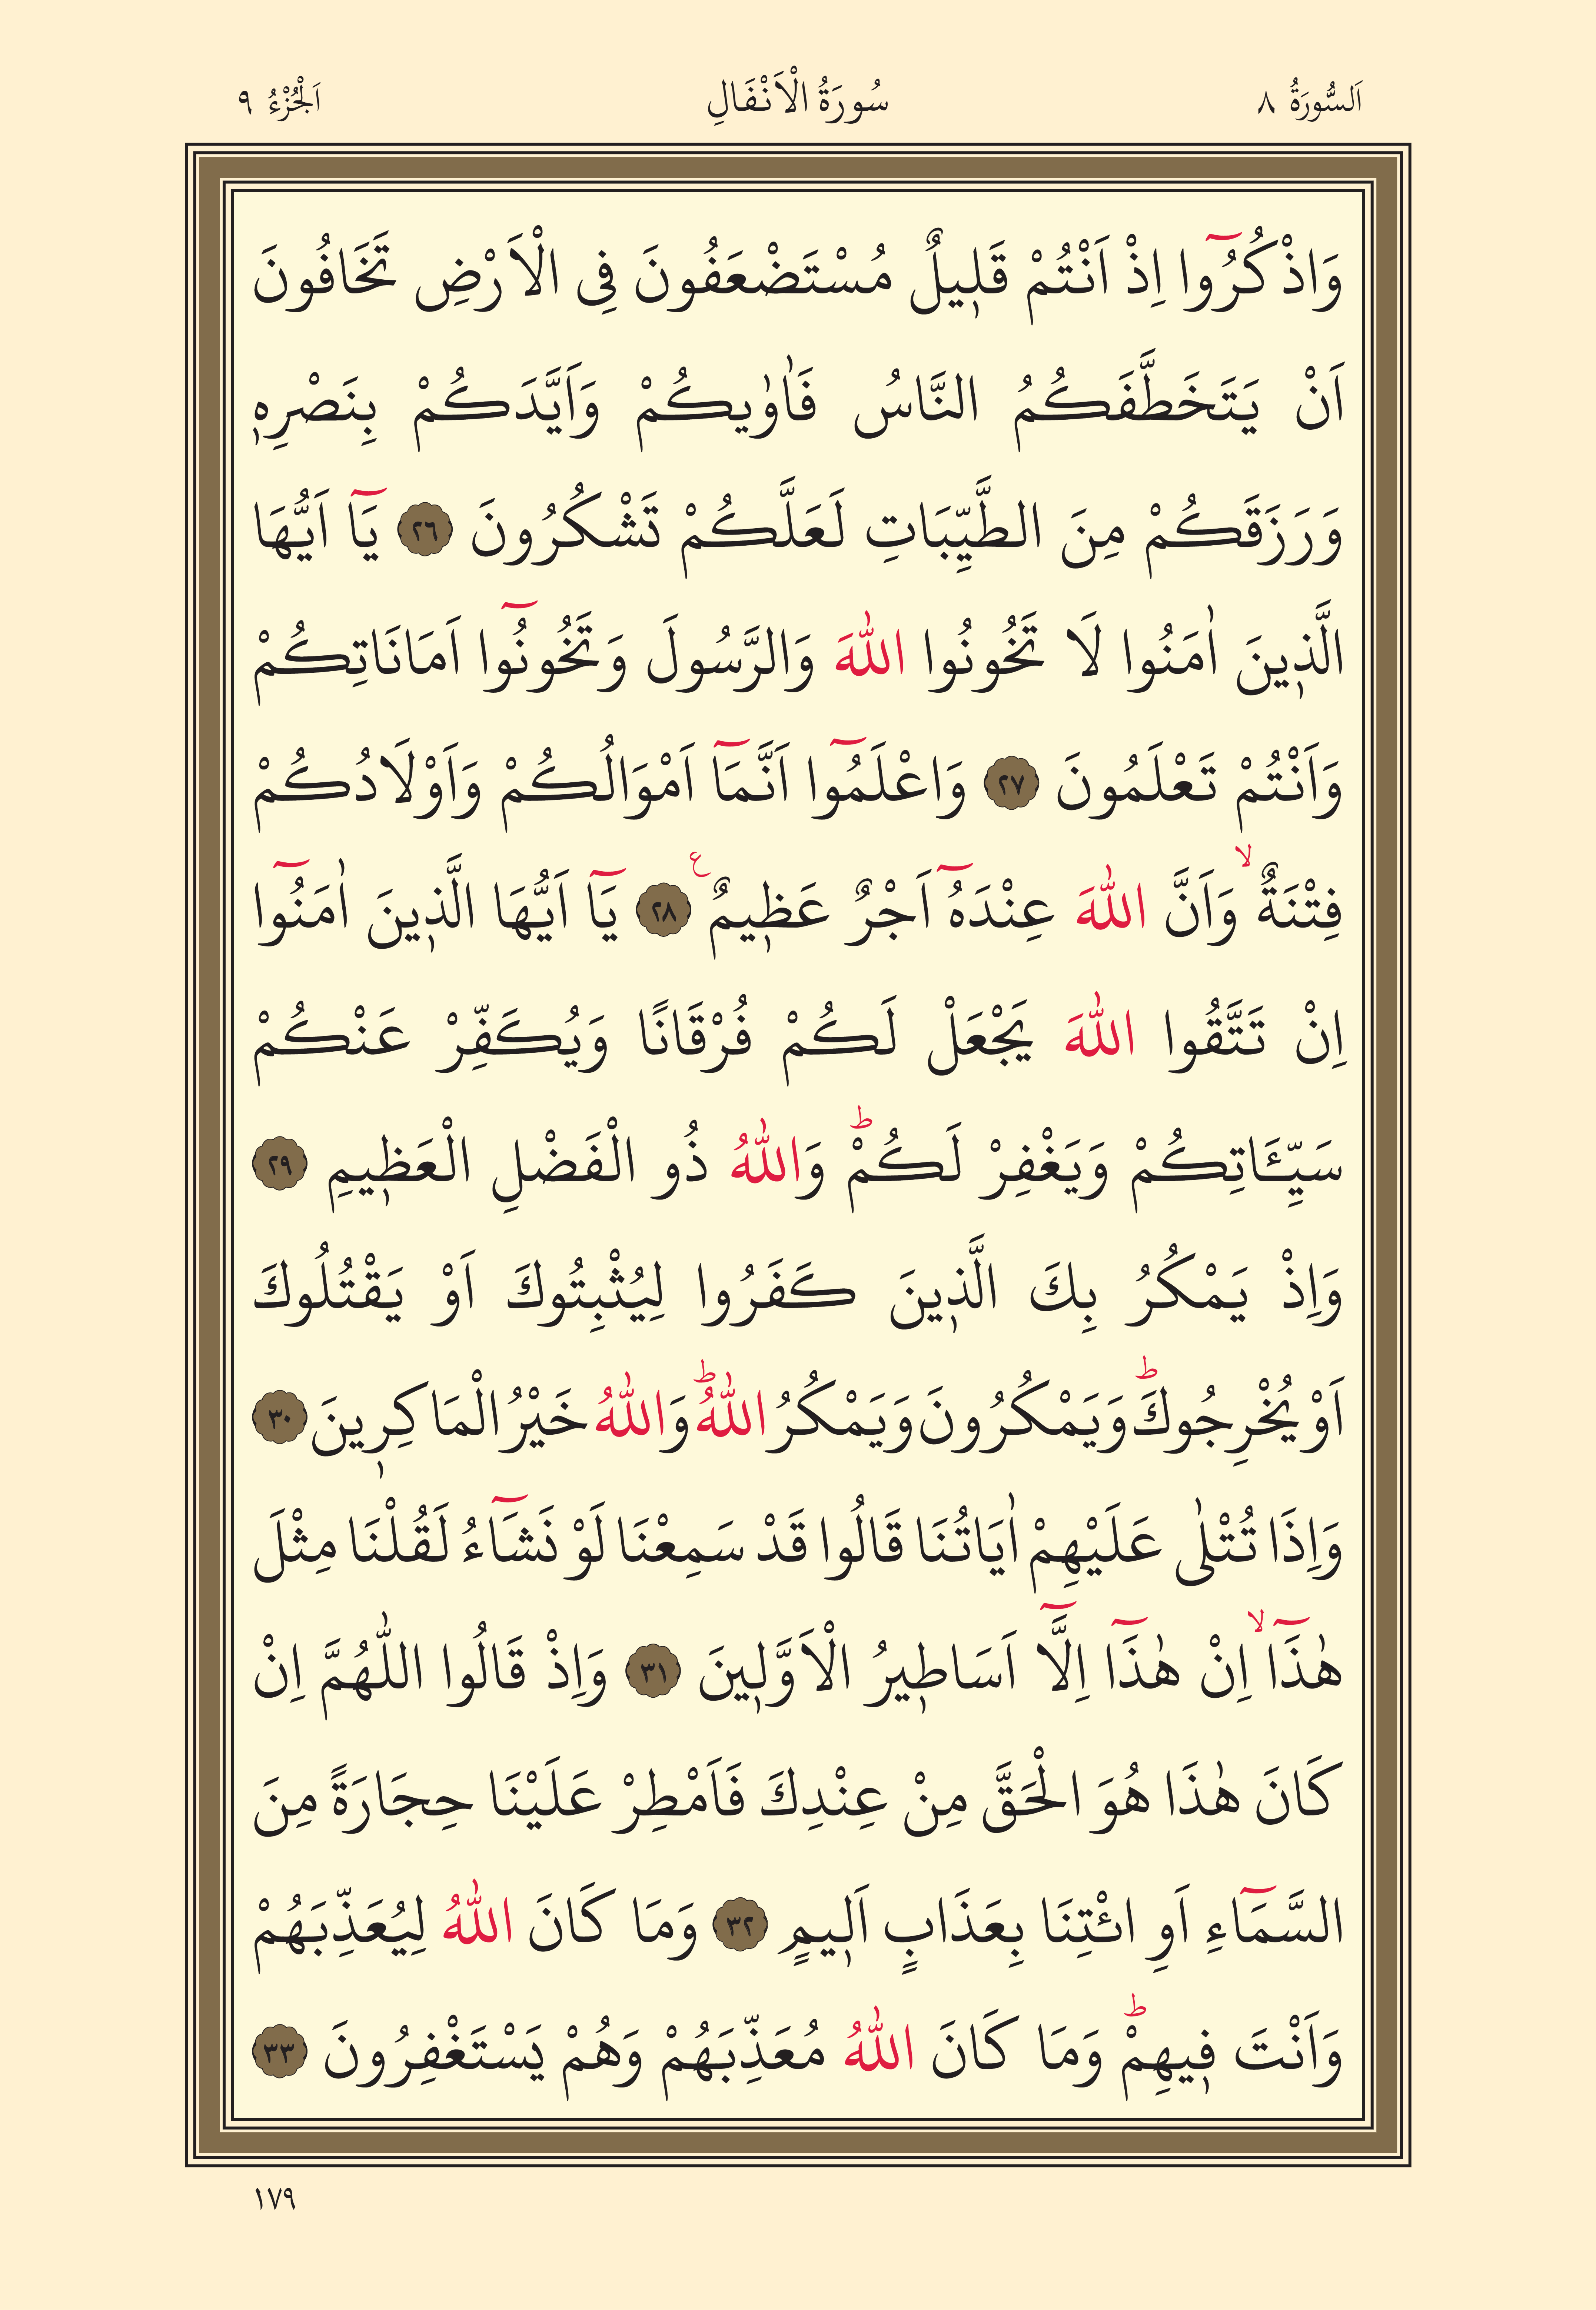 اَلسُّورَةُ ٨ سُورَةُ الْاَنْفَالِ اَلْجُزْءُ ٩
وَاذْكُرُٓوا اِذْ اَنْتُمْ قَلٖيلٌ مُسْتَضْعَفُونَ فِى الْاَرْضِ تَخَافُونَ
اَنْ يَتَخَطَّفَكُمُ النَّاسُ فَاٰوٰيكُمْ وَاَيَّدَكُمْ بِنَصْرِهٖ
وَرَزَقَكُمْ مِنَ الطَّيِّبَاتِ لَعَلَّكُمْ تَشْكُرُونَ ٢٦ يَٓا اَيُّهَا
الَّذٖينَ اٰمَنُوا لَا تَخُونُوا اللّٰهَ وَالرَّسُولَ وَتَخُونُٓوا اَمَانَاتِكُمْ
وَاَنْتُمْ تَعْلَمُونَ ٢٧ وَاعْلَمُٓوا اَنَّمَٓا اَمْوَالُكُمْ وَاَوْلَادُكُمْ
فِتْنَةٌۙ وَاَنَّ اللّٰهَ عِنْدَهُٓ اَجْرٌ عَظٖيمٌ ع ٢٨ يَٓا اَيُّهَا الَّذٖينَ اٰمَنُٓوا
اِنْ تَتَّقُوا اللّٰهَ يَجْعَلْ لَكُمْ فُرْقَانًا وَيُكَفِّرْ عَنْكُمْ
سَيِّـَٔاتِكُمْ وَيَغْفِرْ لَكُمْؕ وَاللّٰهُ ذُو الْفَضْلِ الْعَظٖيمِ ٢٩
وَاِذْ يَمْكُرُ بِكَ الَّذٖينَ كَفَرُوا لِيُثْبِتُوكَ اَوْ يَقْتُلُوكَ
اَوْ يُخْرِجُوكَؕ وَيَمْكُرُونَ وَيَمْكُرُ اللّٰهُؕ وَاللّٰهُ خَيْرُ الْمَاكِرٖينَ ٣٠
وَاِذَا تُتْلٰى عَلَيْهِمْ اٰيَاتُنَا قَالُوا قَدْ سَمِعْنَا لَوْ نَشَٓاءُ لَقُلْنَا مِثْلَ
هٰذَٓاۙ اِنْ هٰذَٓا اِلَّٓا اَسَاطٖيرُ الْاَوَّلٖينَ ٣١ وَاِذْ قَالُوا اللّٰهُمَّ اِنْ
كَانَ هٰذَا هُوَ الْحَقَّ مِنْ عِنْدِكَ فَاَمْطِرْ عَلَيْنَا حِجَارَةً مِنَ
السَّمَٓاءِ اَوِ ائْتِنَا بِعَذَابٍ اَلٖيمٍ ٣٢ وَمَا كَانَ اللّٰهُ لِيُعَذِّبَهُمْ
وَاَنْتَ فٖيهِمْؕ وَمَا كَانَ اللّٰهُ مُعَذِّبَهُمْ وَهُمْ يَسْتَغْفِرُونَ ٣٣
١٧٩